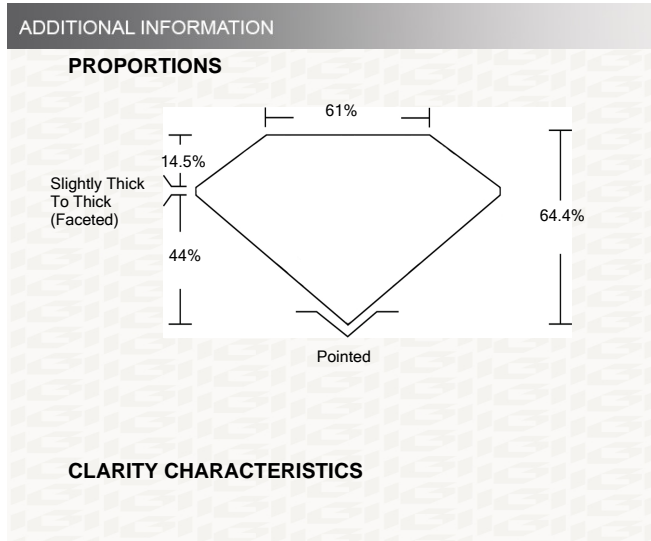 ADDITIONAL INFORMATION
PROPORTIONS
61%
14.5%
Slightly Thick
To Thick
(Faceted)
64.4%
44%
Pointed
CLARITY CHARACTERISTICS